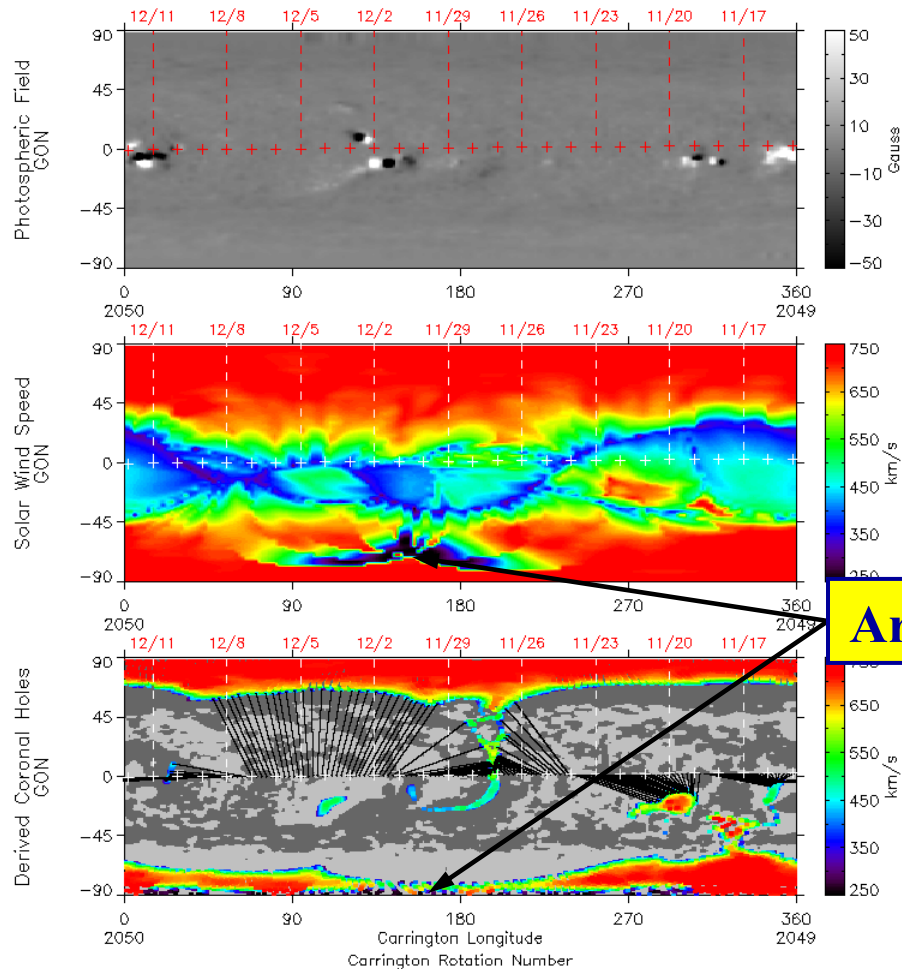 12/11 12/8 12/5 12/2 11/29 11/26 11/23 11/20 11/17
90
45
0
-45
-90
Photospheric Field
GON
50
30
10
-10
-30
-50
Gauss
0 90 180 270 360
2050 2049
12/11 12/8 12/5 12/2 11/29 11/26 11/23 11/20 11/17
90
45
0
-45
-90
Solar Wind Speed
GON
750
650
550
450
350
250
km/s
0 90 180 270 360
2050 2049
Ar
12/11 12/8 12/5 12/2 11/29 11/26 11/23 11/20 11/17
90
45
0
-45
-90
Derived Coronal Holes
GON
750
650
550
450
350
250
km/s
0 90 180 270 360
2050 Carrington Longitude 2049
Carrington Rotation Number